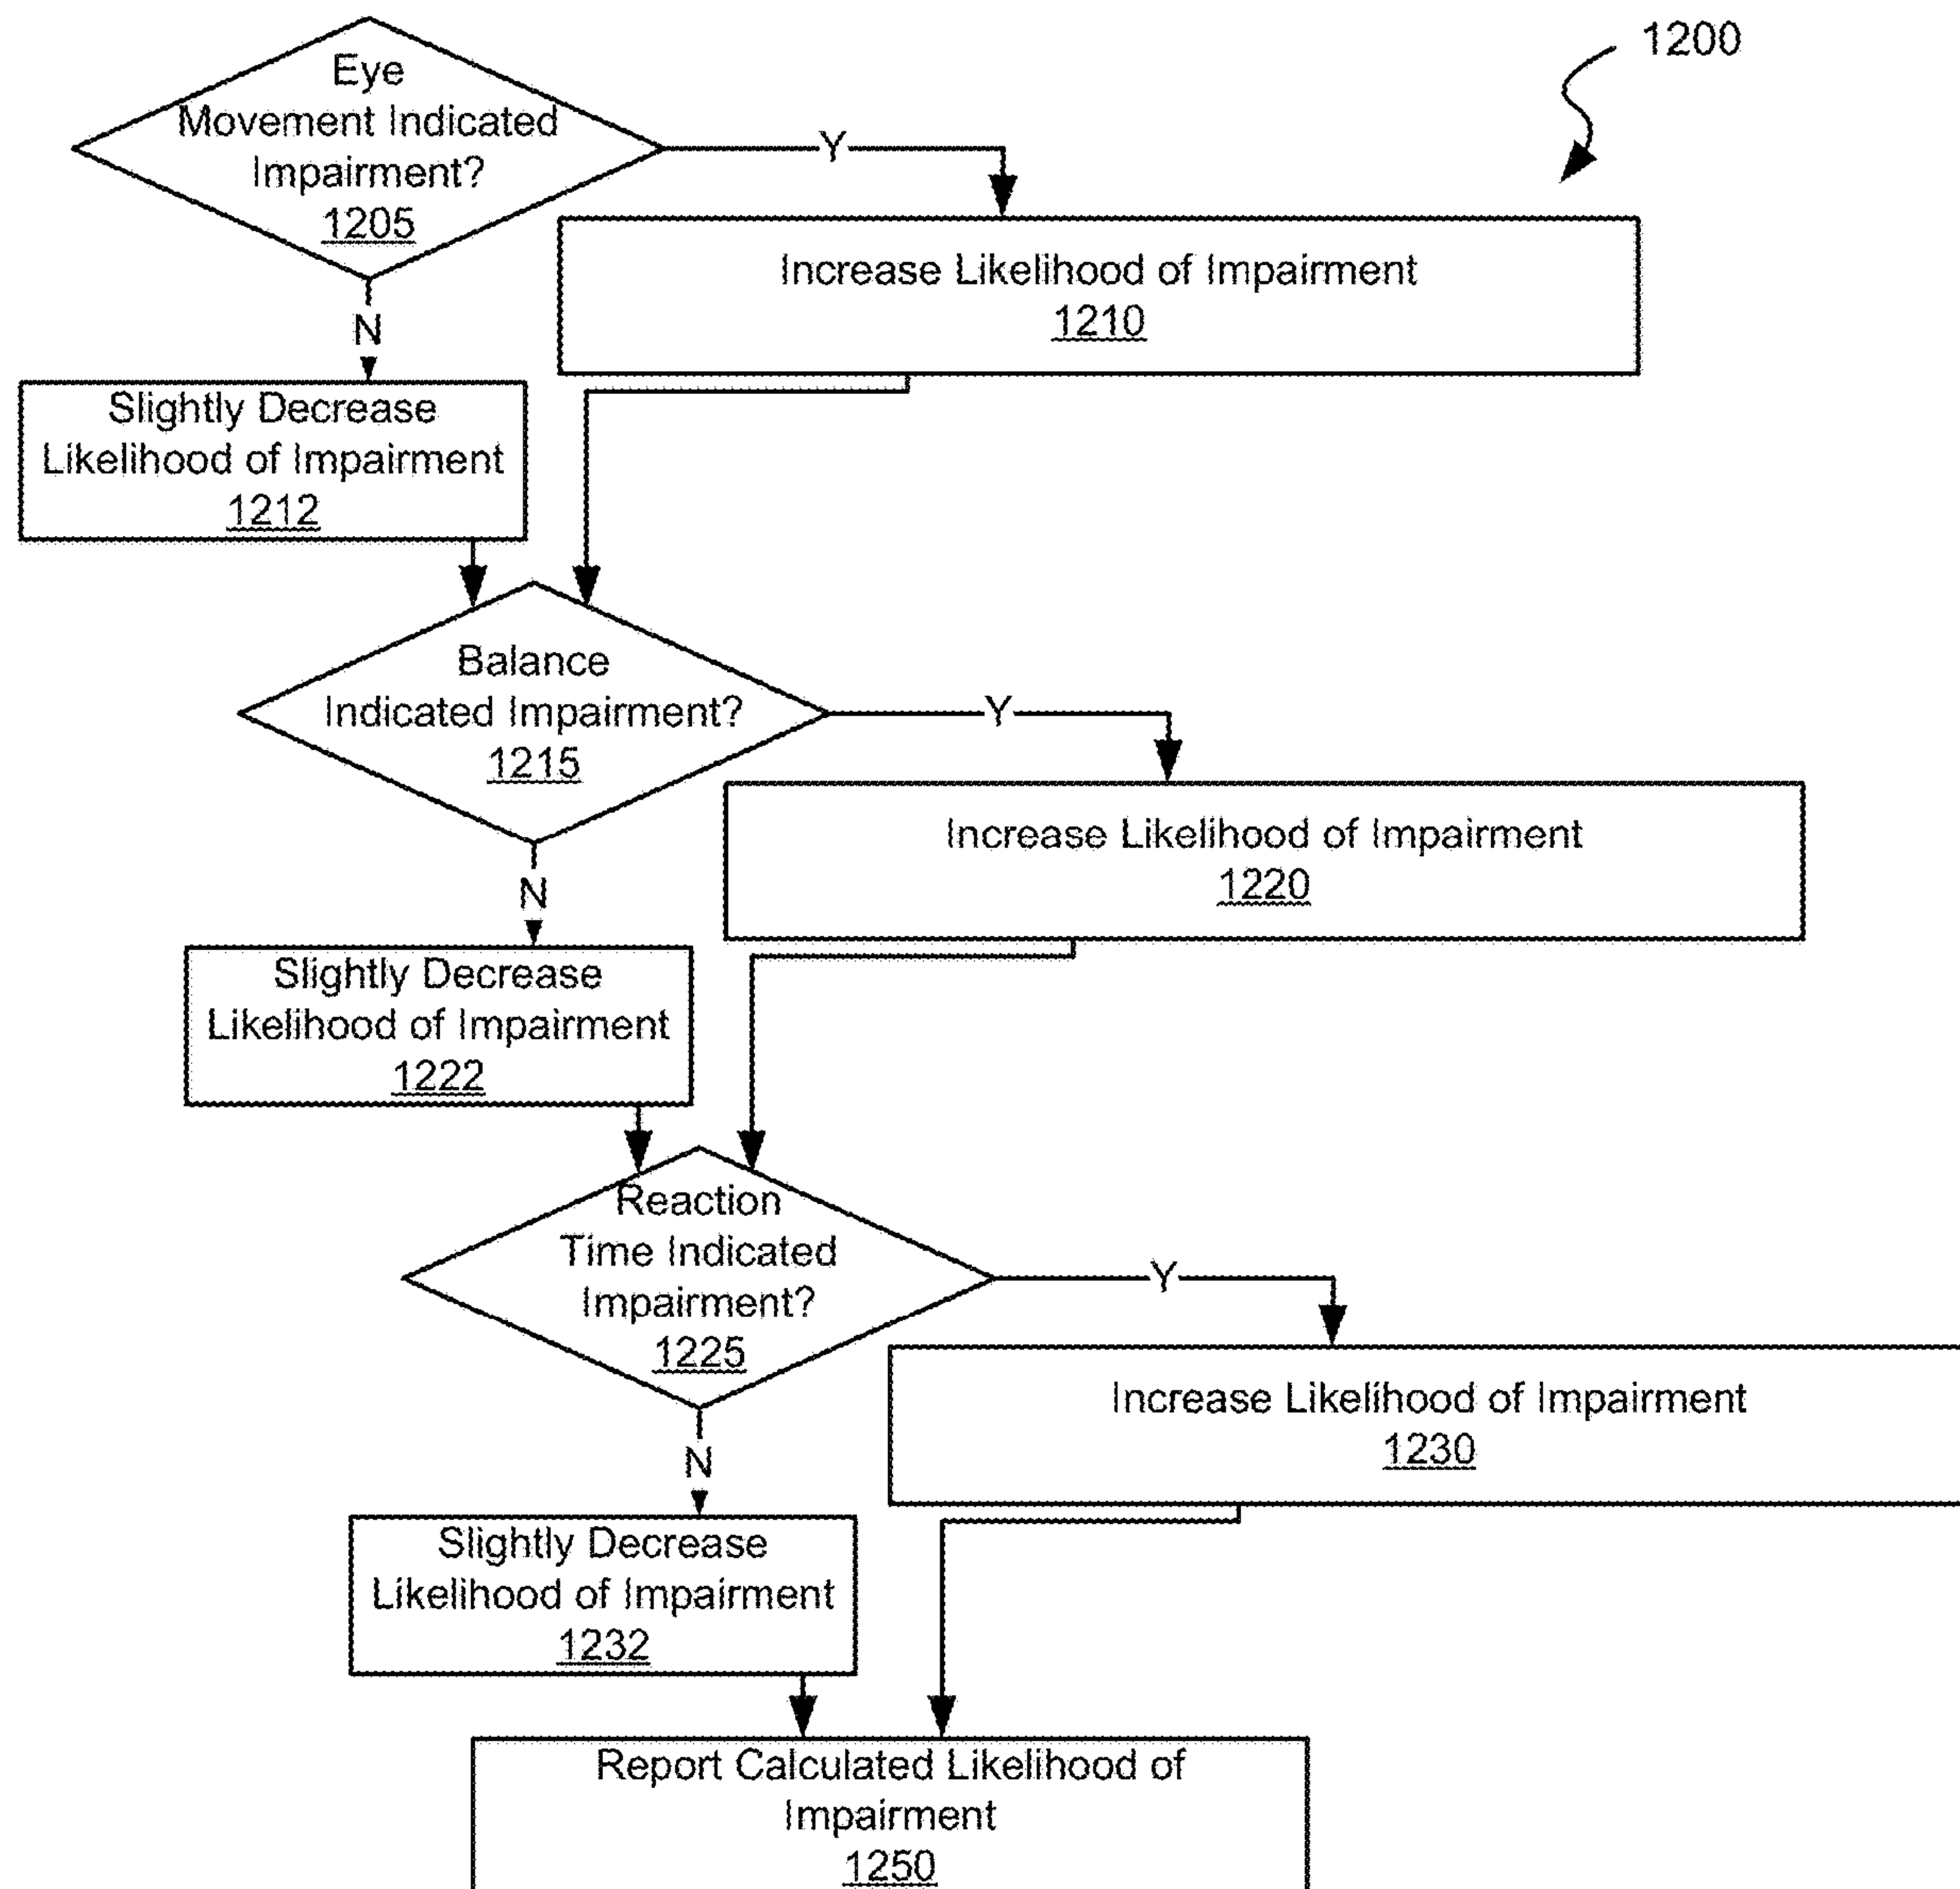 1200
Eye
Movement Indicated
Impairment?
1205
Y
Increase Likelihood of Impairment
1210
N
Slightly Decrease
Likelihood of Impairment
1212
Balance
Indicated Impairment?
1215
Y
Increase Likelihood of Impairment
1220
N
Slightly Decrease
Likelihood of Impairment
1222
Reaction
Time Indicated
Impairment?
1225
Y
Increase Likelihood of Impairment
1230
N
Slightly Decrease
Likelihood of Impairment
1232
Report Calculated Likelihood of
Impairment
1250